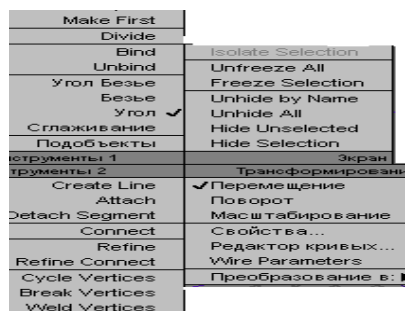 Make First
Divide
Bind
Unbind
Угол Безье
Безье
Угол
Сглаживание
Подобъекты
Isolate Selection
Unfreeze All
Freeze Selection
Unhide by Name
Unhide All
Hide Unselected
Hide Selection
струменты 1
Экран
трументы 2
Трансформировани
Create Line
Attach
Detach Segment
Connect
Refine
Refine Connect
Cycle Vertices
Break Vertices
Weld Vertices
Перемещение
Поворот
Масштабирование
Свойства...
Редактор кривых...
Wire Parameters
Преобразование в: